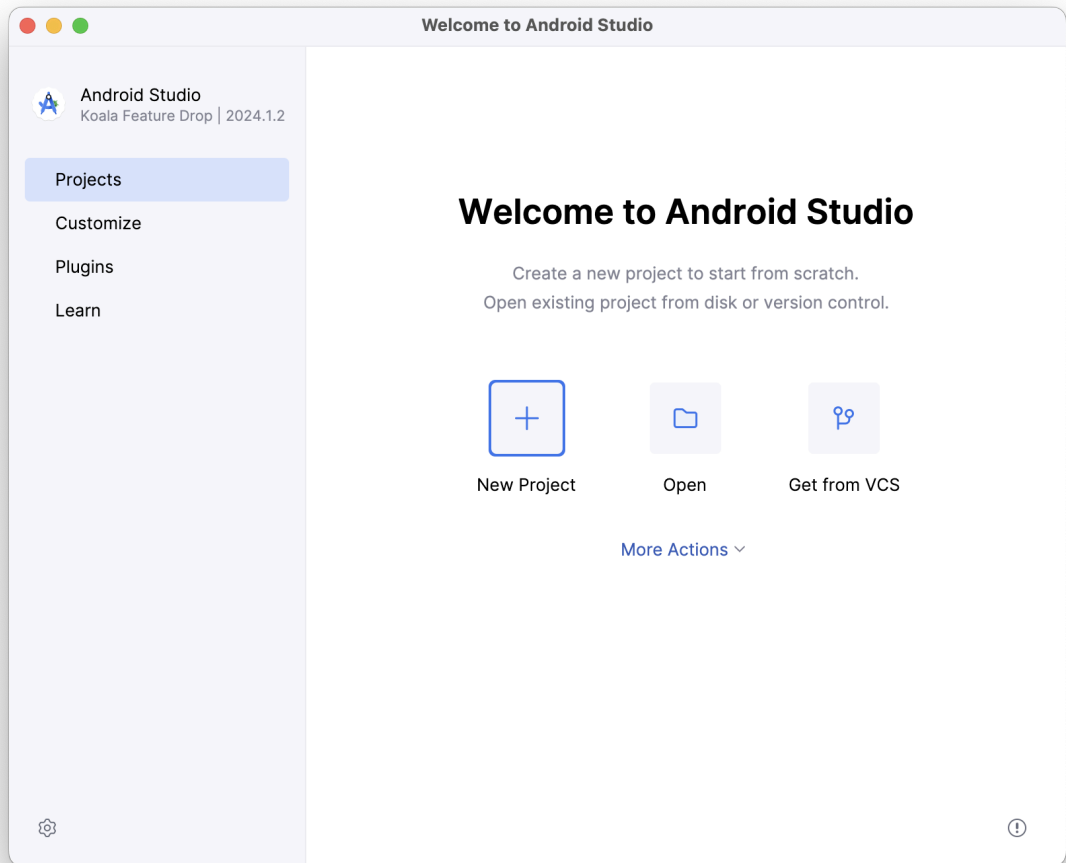 Welcome to Android Studio
Android Studio
Koala Feature Drop | 2024.1.2
Projects
Customize
Plugins
Learn
Welcome to Android Studio
Create a new project to start from scratch.
Open existing project from disk or version control.
New Project
Open
Get from VCS
More Actions